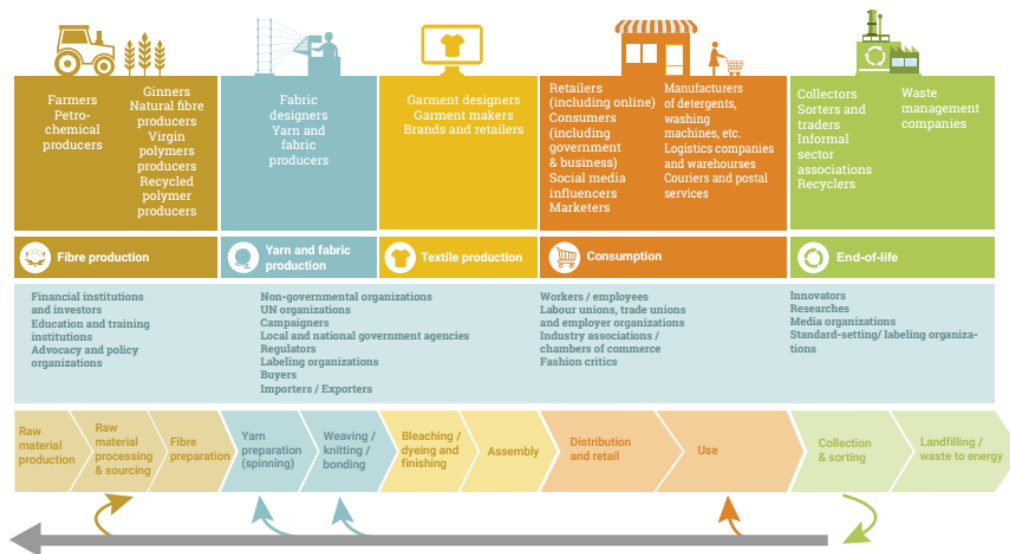 Farmers
Petro-
chemical
producers
Ginners
Natural fibre
producers
Virgin
polymers
producers
Recycled
polymer
producers
Fabric
designers
Yarn and
fabric
producers
Garment designers
Garment makers
Brands and retailers
Retailers
(including online)
Consumers
(including
government
& business)
Social media
influencers
Marketers
Manufacturers
of detergents,
washing
machines, etc.
Logistics companies
and warehourses
Couriers and postal
services
Collectors
Sorters and
traders
Informal
sector
associations
Recyclers
Waste
management
companies
Fibre production
Yarn and fabric
production
Textile production
Consumption
End-of-life
Financial institutions
and investors
Education and training
institutions
Advocacy and policy
organizations
Non-governmental organizations
UN organizations
Campaigners
Local and national government agencies
Regulators
Labeling organizations
Buyers
Importers / Exporters
Workers / employees
Labour unions, trade unions
and employer organizations
Industry associations /
chambers of commerce
Fashion critics
Innovators
Researches
Media organizations
Standard-setting/ labeling organiza-
tions
Raw
material
production
Raw
material
processing
& sourcing
Fibre
preparation
Yarn
preparation
(spinning)
Weaving /
knitting /
bonding
Bleaching /
dyeing and
finishing
Assembly
Distribution
and retail
Use
Collection
& sorting
Landfilling /
waste to energy